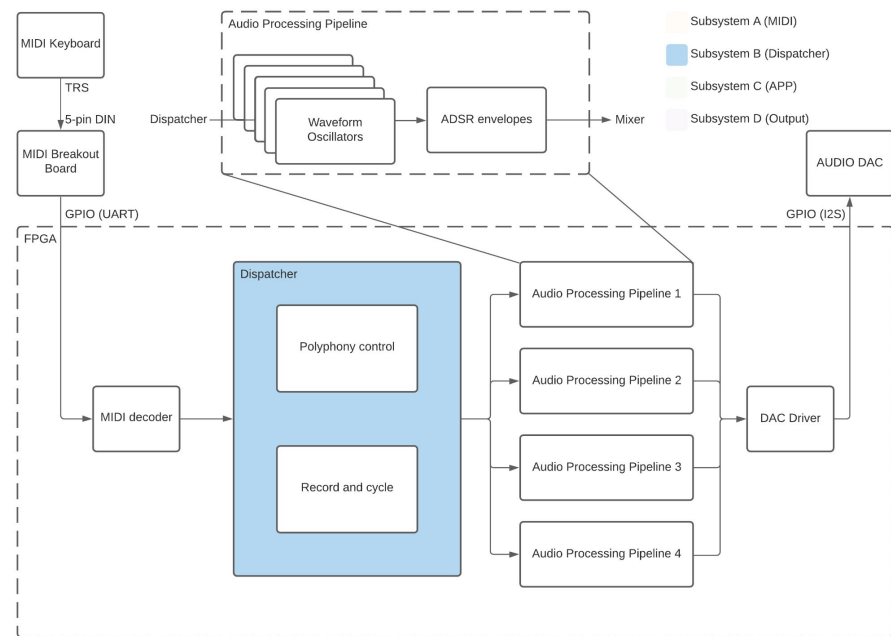 MIDI Keyboard
TRS
5-pin DIN
MIDI Breakout
Board
GPIO (UART)
Audio Processing Pipeline
Dispatcher
Waveform
Oscillators
ADSR envelopes
Mixer
Subsystem A (MIDI)
Subsystem B (Dispatcher)
Subsystem C (APP)
Subsystem D (Output)
AUDIO DAC
GPIO (I2S)
FPGA
MIDI decoder
Dispatcher
Polyphony control
Record and cycle
Audio Processing Pipeline 1
Audio Processing Pipeline 2
Audio Processing Pipeline 3
Audio Processing Pipeline 4
DAC Driver